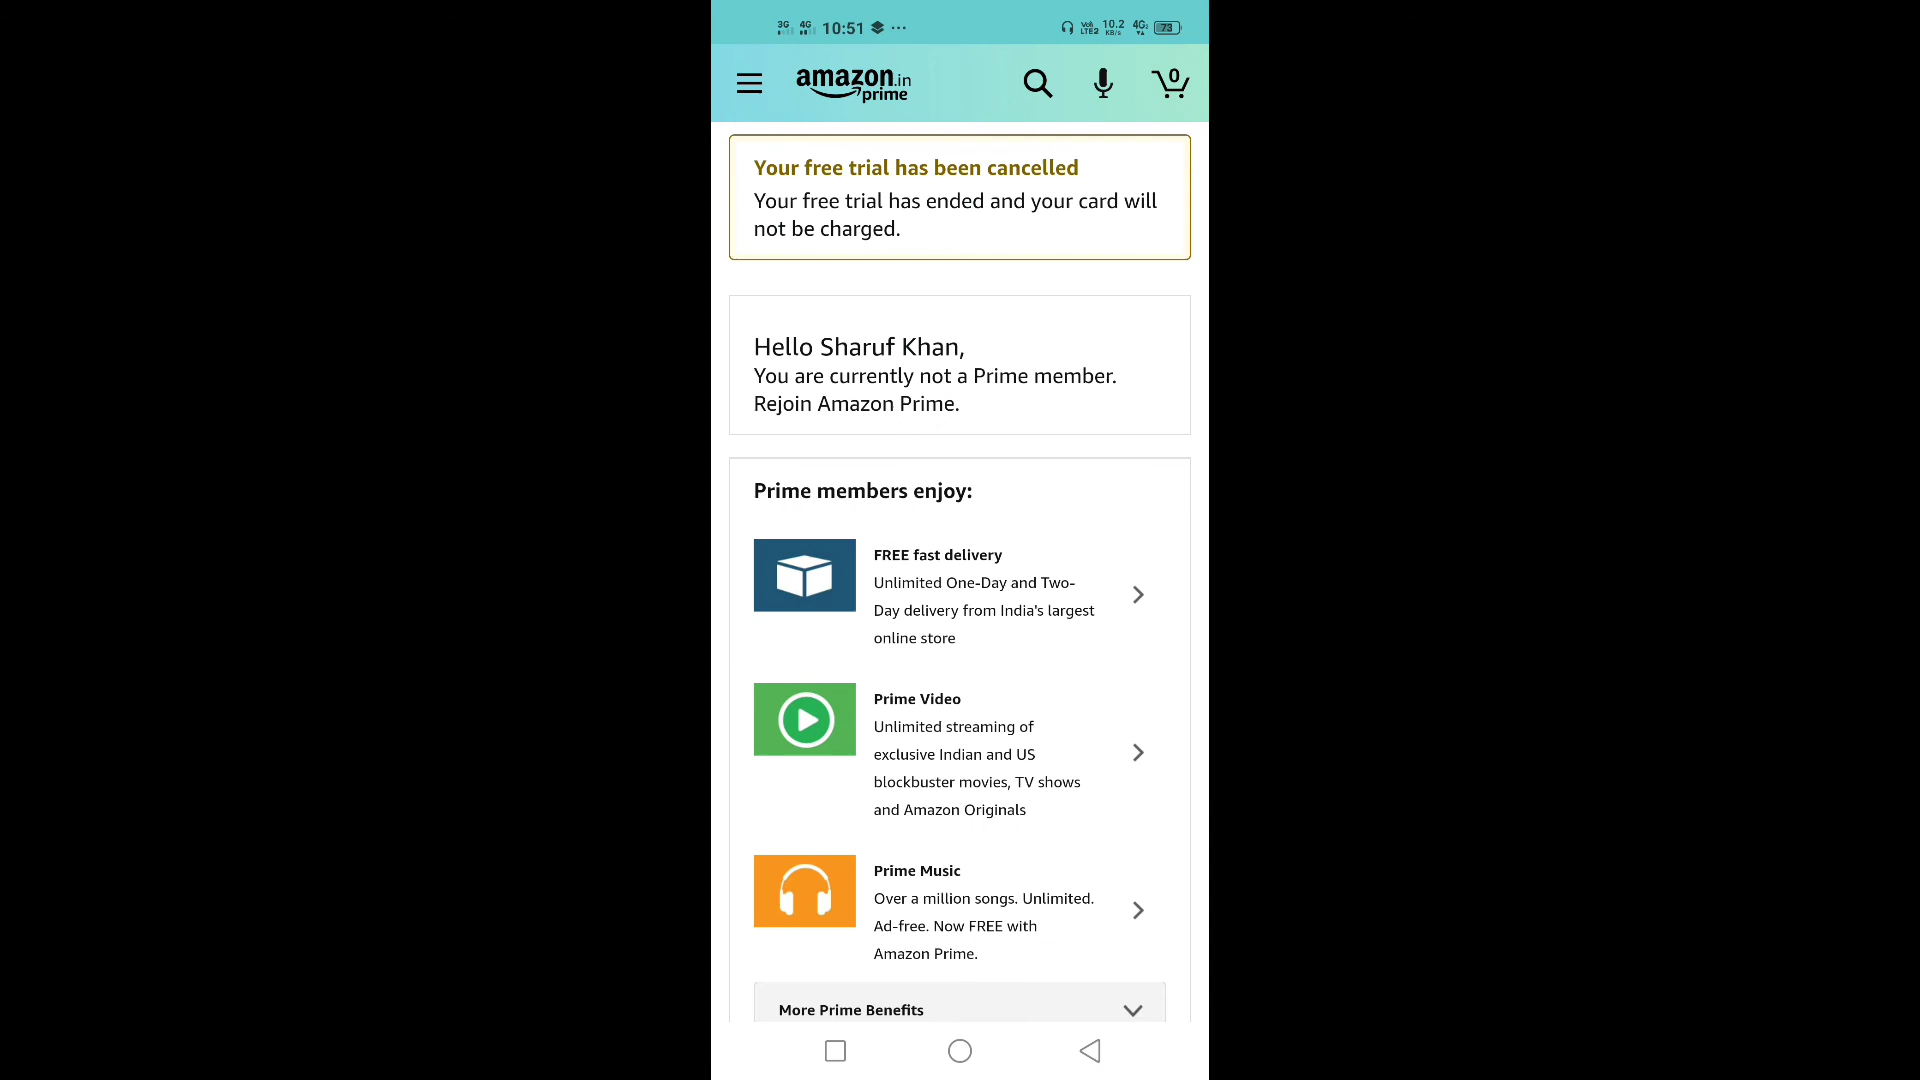 3G 4G 10:51 ... VoIi LTE2 10.2 KB/s 4G2 73
amazon.in
prime
0
Your free trial has been cancelled
Your free trial has ended and your card will
not be charged.
Hello Sharuf Khan,
You are currently not a Prime member.
Rejoin Amazon Prime.
Prime members enjoy:
FREE fast delivery
Unlimited One-Day and Two-
Day delivery from India's largest
online store
Prime Video
Unlimited streaming of
exclusive Indian and US
blockbuster movies, TV shows
and Amazon Originals
Prime Music
Over a million songs. Unlimited.
Ad-free. Now FREE with
Amazon Prime.
More Prime Benefits